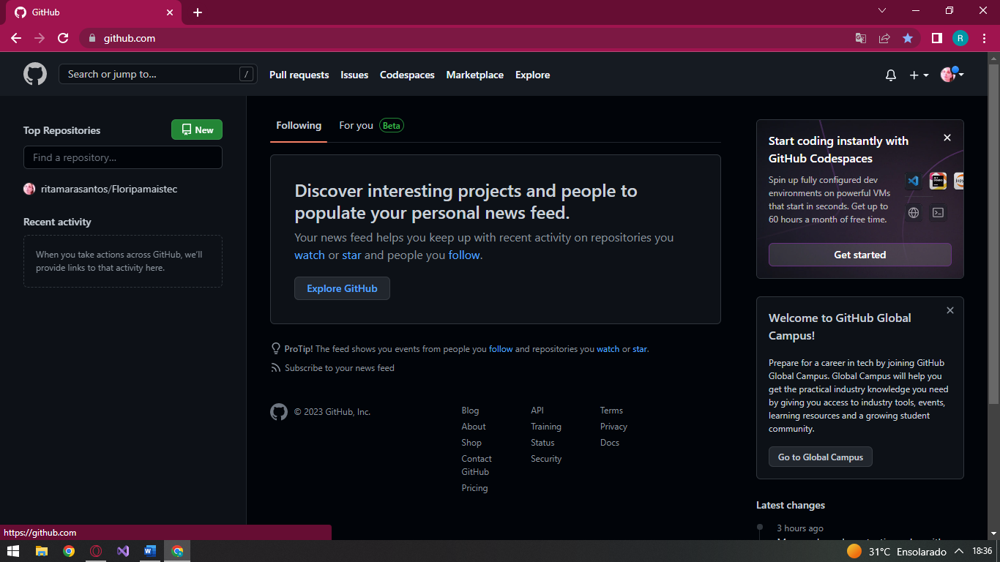 GitHub
github.com
Search or jump to...
/
Pull requests
Issues
Codespaces
Marketplace
Explore
R
Top Repositories
New
Find a repository...
ritamarasantos/Floripamaistec
Recent activity
When you take actions across GitHub, we'll
provide links to that activity here.
Following
For you
Beta
Discover interesting projects and people to
populate your personal news feed.
Your news feed helps you keep up with recent activity on repositories you
watch or star and people you follow.
Explore GitHub
ProTip! The feed shows you events from people you follow and repositories you watch or star.
Subscribe to your news feed
© 2023 GitHub, Inc.
Blog
About
Shop
Contact
GitHub
Pricing
API
Training
Status
Security
Terms
Privacy
Docs
Start coding instantly with
GitHub Codespaces
Spin up fully configured dev
environments on powerful VMs
that start in seconds. Get up to
60 hours a month of free time.
Get started
Welcome to GitHub Global
Campus!
Prepare for a career in tech by joining GitHub
Global Campus. Global Campus will help you
get the practical industry knowledge you need
by giving you access to industry tools, events,
learning resources and a growing student
community.
Go to Global Campus
Latest changes
3 hours ago
https://github.com
31°C Ensolarado
18:36